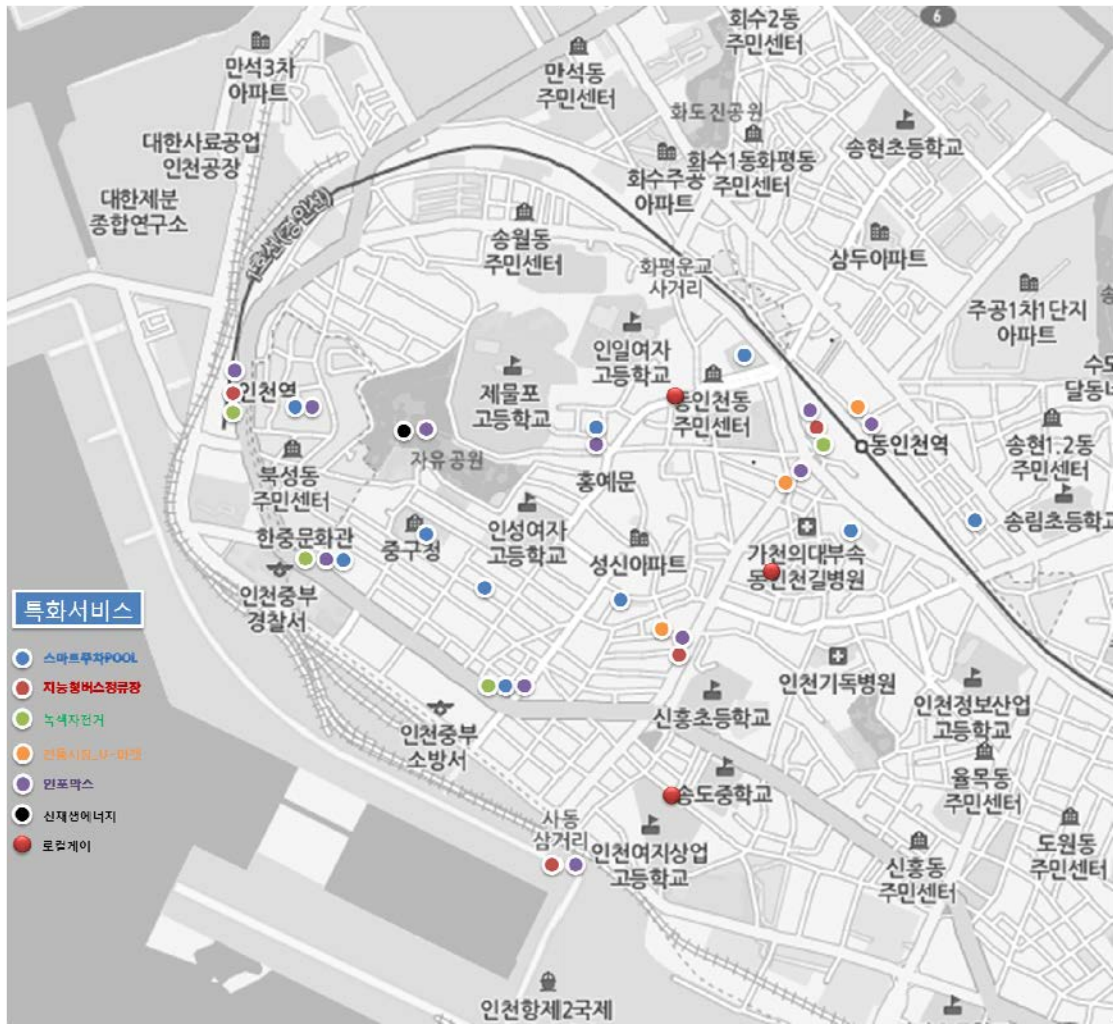 회수2동
주민센터
6
만석3차
아파트
만석동
주민센터
화도진공원
송현초등학교
대한사료공업
인천공장
화수1동화평동
주민센터
화수주공
아파트
대한제분
종합연구소
1호선(경인선)
송월동
주민센터
삼두아파트
화평운교
사거리
주공1차1단지
아파트
인일여자
고등학교
제물포
고등학교
인천역
동인천동
주민센터
수도
달동네
동인천역
송현1.2동
주민센터
자유공원
북성동
주민센터
홍예문
송림초등학교
한중문화관
중구청
인성여자
고등학교
성신아파트
가천의대부속
동인천길병원
인천중부
경찰서
특화서비스
스마트주차POOL
지능형버스정류장
녹색자전거
인포막스
신재생에너지
로컬게이
인천기독병원
신흥초등학교
인천정보산업
고등학교
인천중부
소방서
율목동
주민센터
송도중학교
사동
삼거리
인천여자상업
고등학교
신흥동
주민센터
도원동
주민센터
인천항제2국제